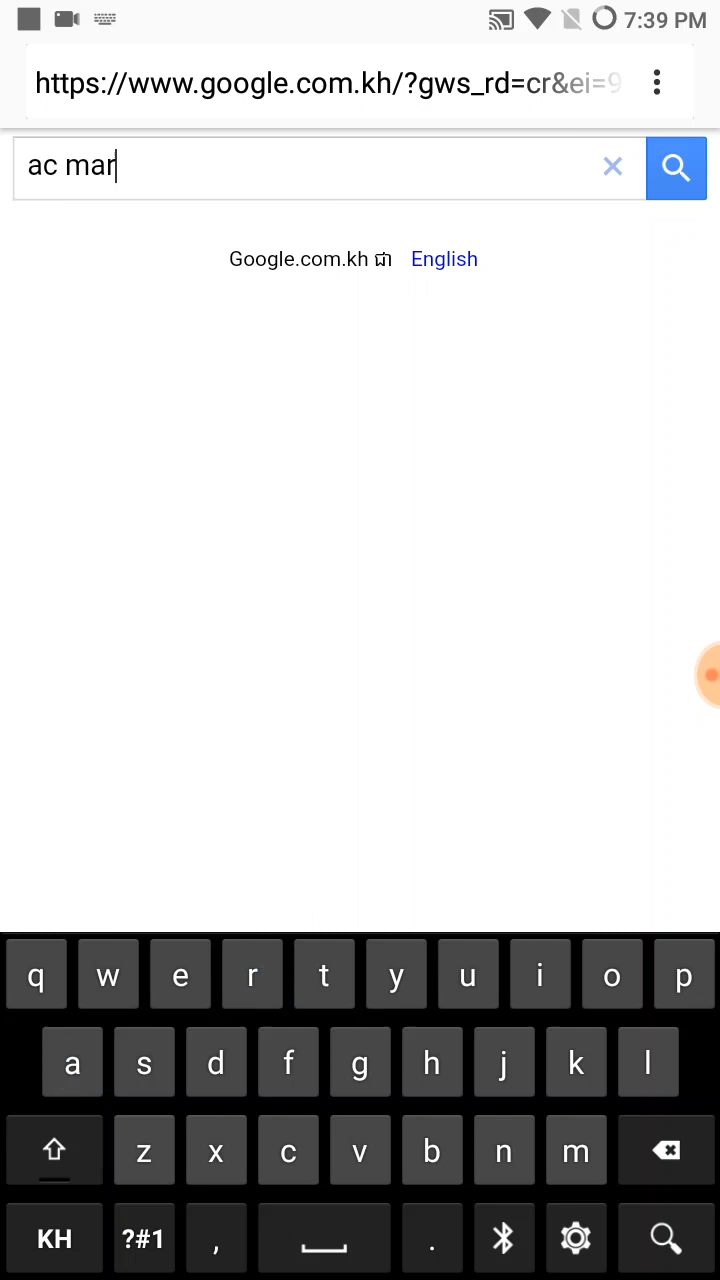 7:39 PM
https://www.google.com.kh/?gws_rd=cr&ei=9
ac mar
Google.com.kh ជា English
q w e r t y u i o p
a s d f g h j k l
z x c v b n m
KH ?#1 , .